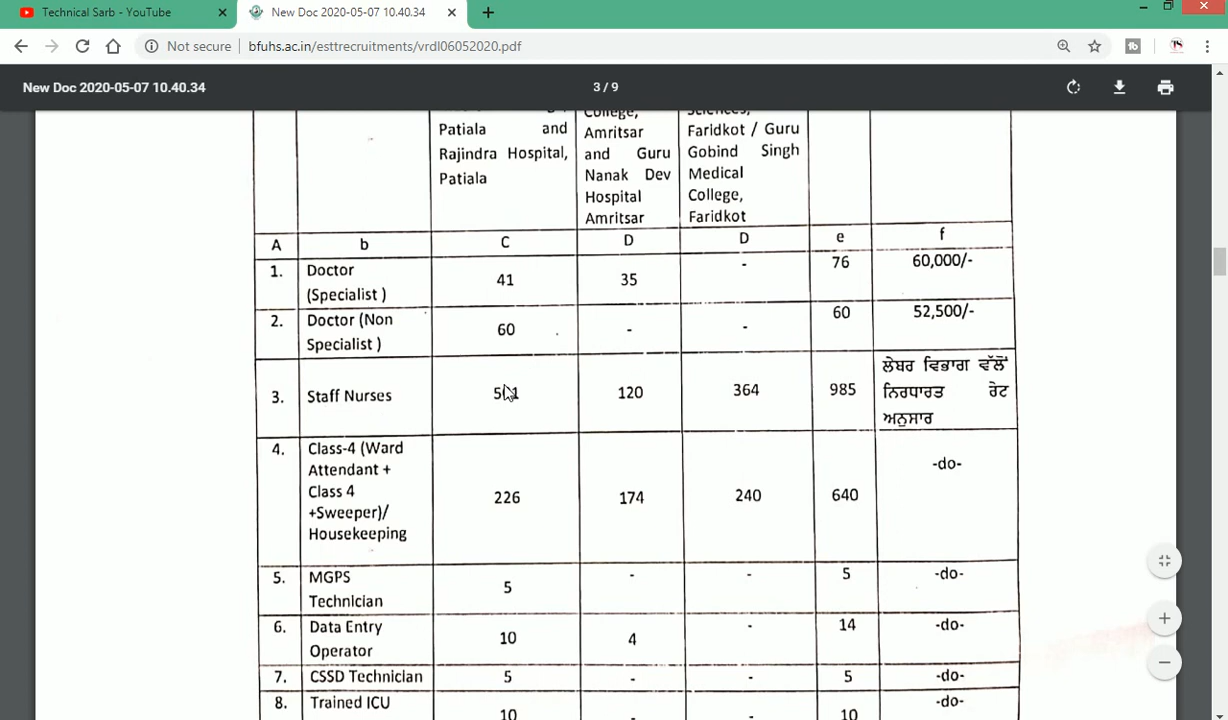 Technical Sarb - YouTube
New Doc 2020-05-07 10.40.34
Not secure
bfuhs.ac.in/esttrecruitments/vrdl06052020.pdf
New Doc 2020-05-07 10.40.34
3 / 9
Patiala and
Rajindra Hospital,
Patiala
College,
Amritsar
and Guru
Nanak Dev
Hospital
Amritsar
Sciences,
Faridkot / Guru
Gobind Singh
Medical
College,
Faridkot
A b C D D e f
1. Doctor (Specialist ) 41 35 - 76 60,000/-
2. Doctor (Non Specialist ) 60 - - 60 52,500/-
3. Staff Nurses 120 364 985 ਲੇਬਰ ਵਿਭਾਗ ਵੱਲੋਂ
ਨਿਰਧਾਰਤ ਰੇਟ
ਅਨੁਸਾਰ
4. Class-4 (Ward
Attendant +
Class 4
+Sweeper)/
Housekeeping
226 174 240 640 -do-
5. MGPS
Technician
5 - - 5 -do-
6. Data Entry
Operator
10 4 - 14 -do-
7. CSSD Technician 5 - - 5 -do-
8. Trained ICU 10 - - 10 -do-